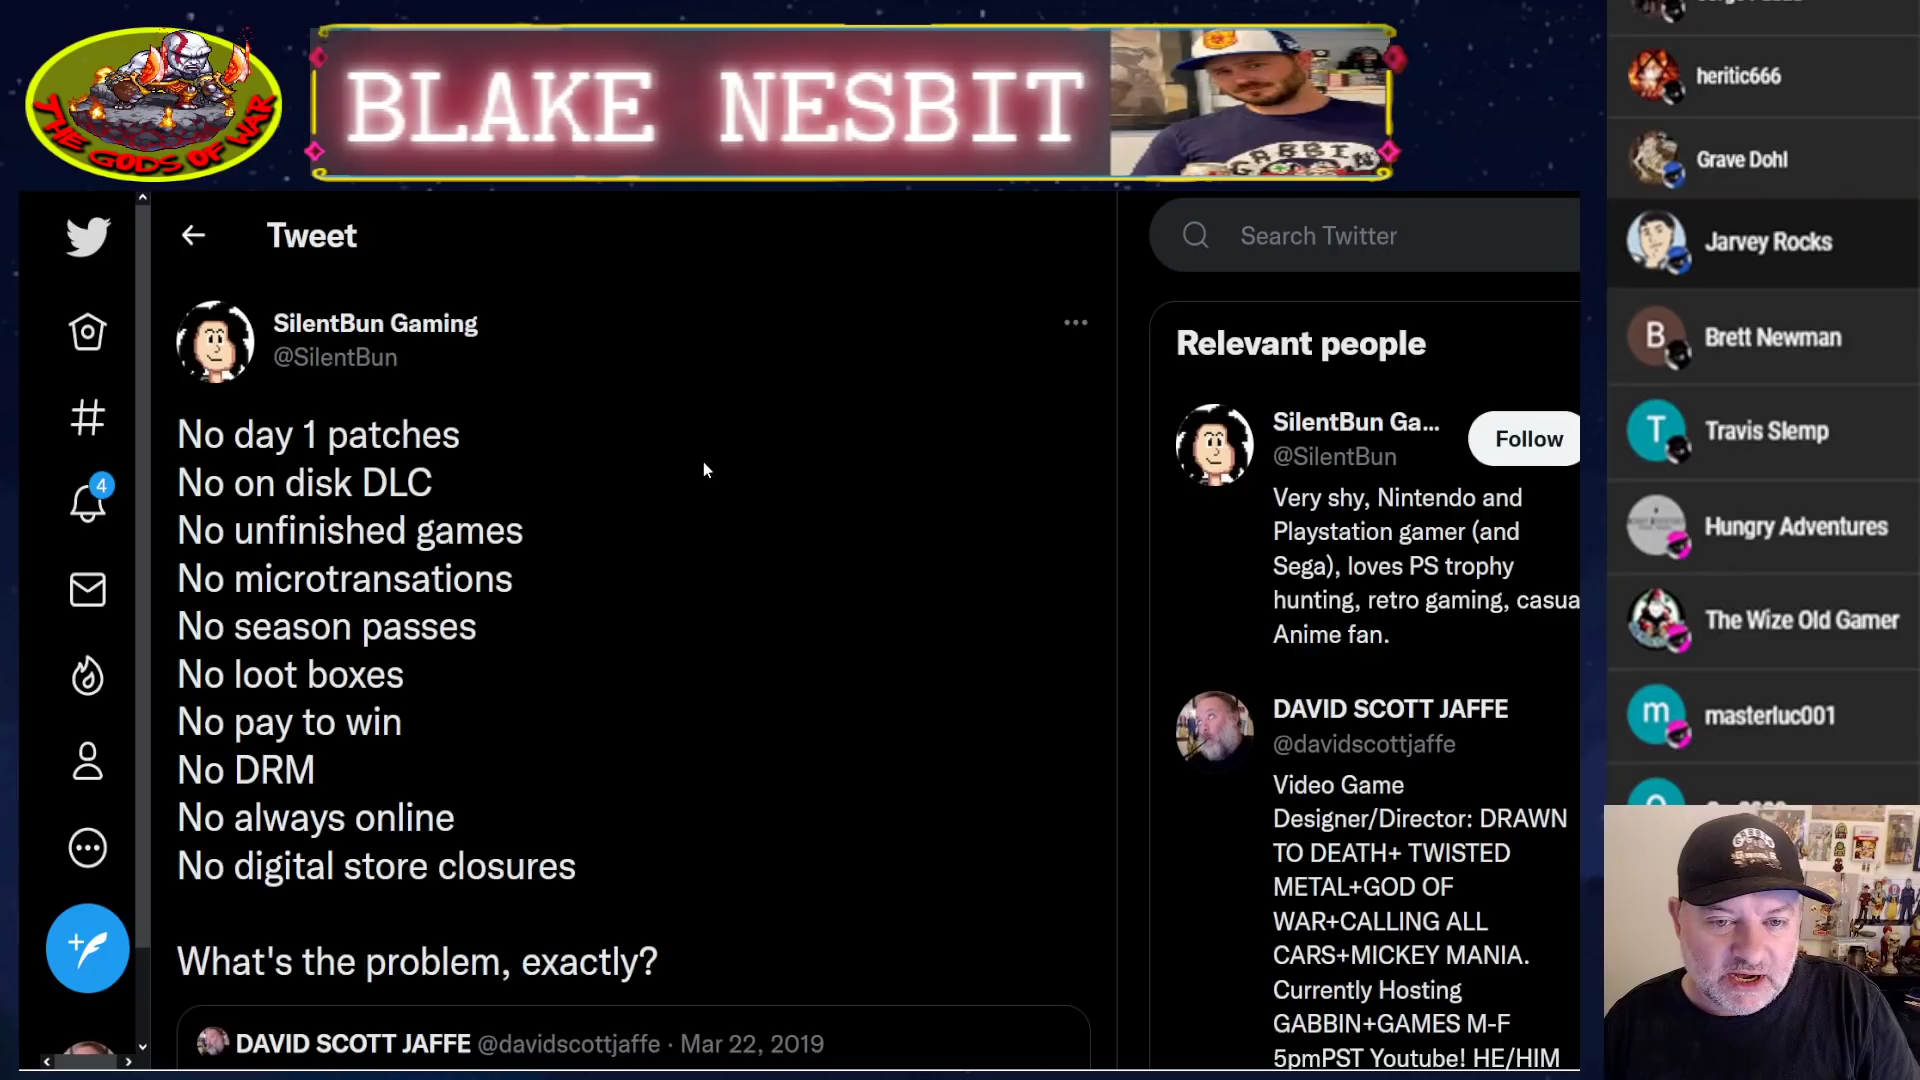 THE GODS OF WAR
BLAKE NESBIT
GABBIN
Tweet
SilentBun Gaming
@SilentBun
No day 1 patches
No on disk DLC
No unfinished games
No microtransations
No season passes
No loot boxes
No pay to win
No DRM
No always online
No digital store closures
What's the problem, exactly?
DAVID SCOTT JAFFE @davidscottjaffe · Mar 22, 2019
4
Search Twitter
Relevant people
SilentBun Ga...
@SilentBun
Follow
Very shy, Nintendo and
Playstation gamer (and
Sega), loves PS trophy
hunting, retro gaming, casua
Anime fan.
DAVID SCOTT JAFFE
@davidscottjaffe
Video Game
Designer/Director: DRAWN
TO DEATH+ TWISTED
METAL+GOD OF
WAR+CALLING ALL
CARS+MICKEY MANIA.
Currently Hosting
GABBIN+GAMES M-F
5pmPST Youtube! HE/HIM
heritic666
Grave Dohl
Jarvey Rocks
B
Brett Newman
T
Travis Slemp
Hungry Adventures
The Wize Old Gamer
m
masterluc001